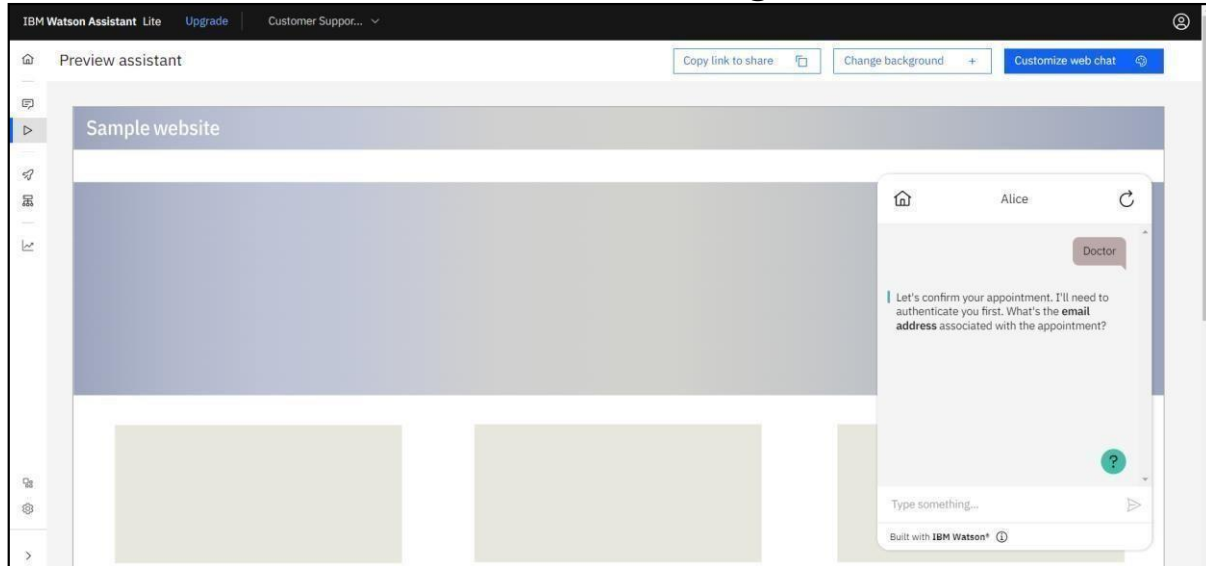 IBM Watson Assistant Lite Upgrade Customer Suppor...
Preview assistant
Copy link to share
Change background +
Customize web chat
Sample website
Alice
Doctor
Let's confirm your appointment. I'll need to
authenticate you first. What's the email
address associated with the appointment?
?
Type something...
Built with IBM Watson®